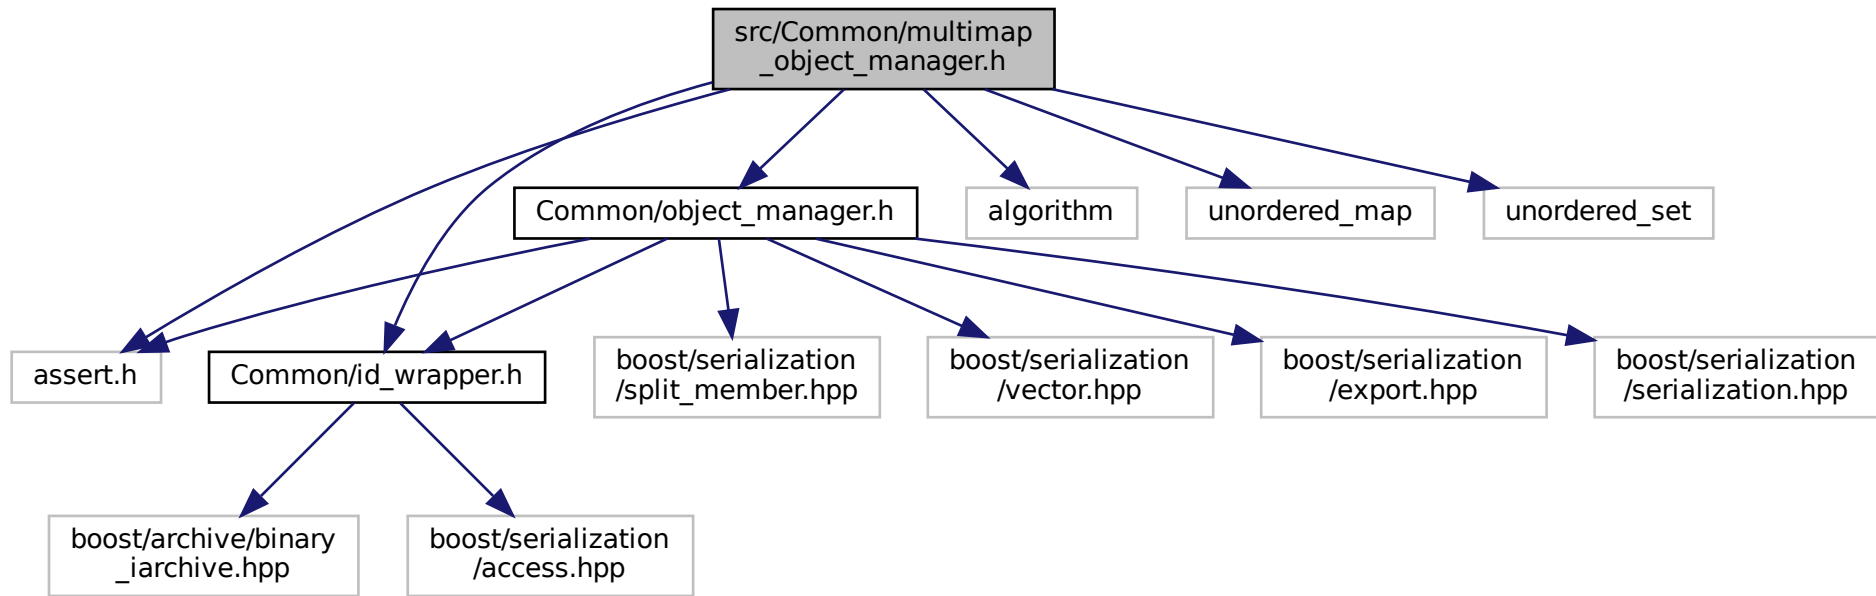 src/Common/multimap
_object_manager.h
Common/object_manager.h
algorithm
unordered_map
unordered_set
assert.h
Common/id_wrapper.h
boost/serialization
/split_member.hpp
boost/serialization
/vector.hpp
boost/serialization
/export.hpp
boost/serialization
/serialization.hpp
boost/archive/binary
_iarchive.hpp
boost/serialization
/access.hpp